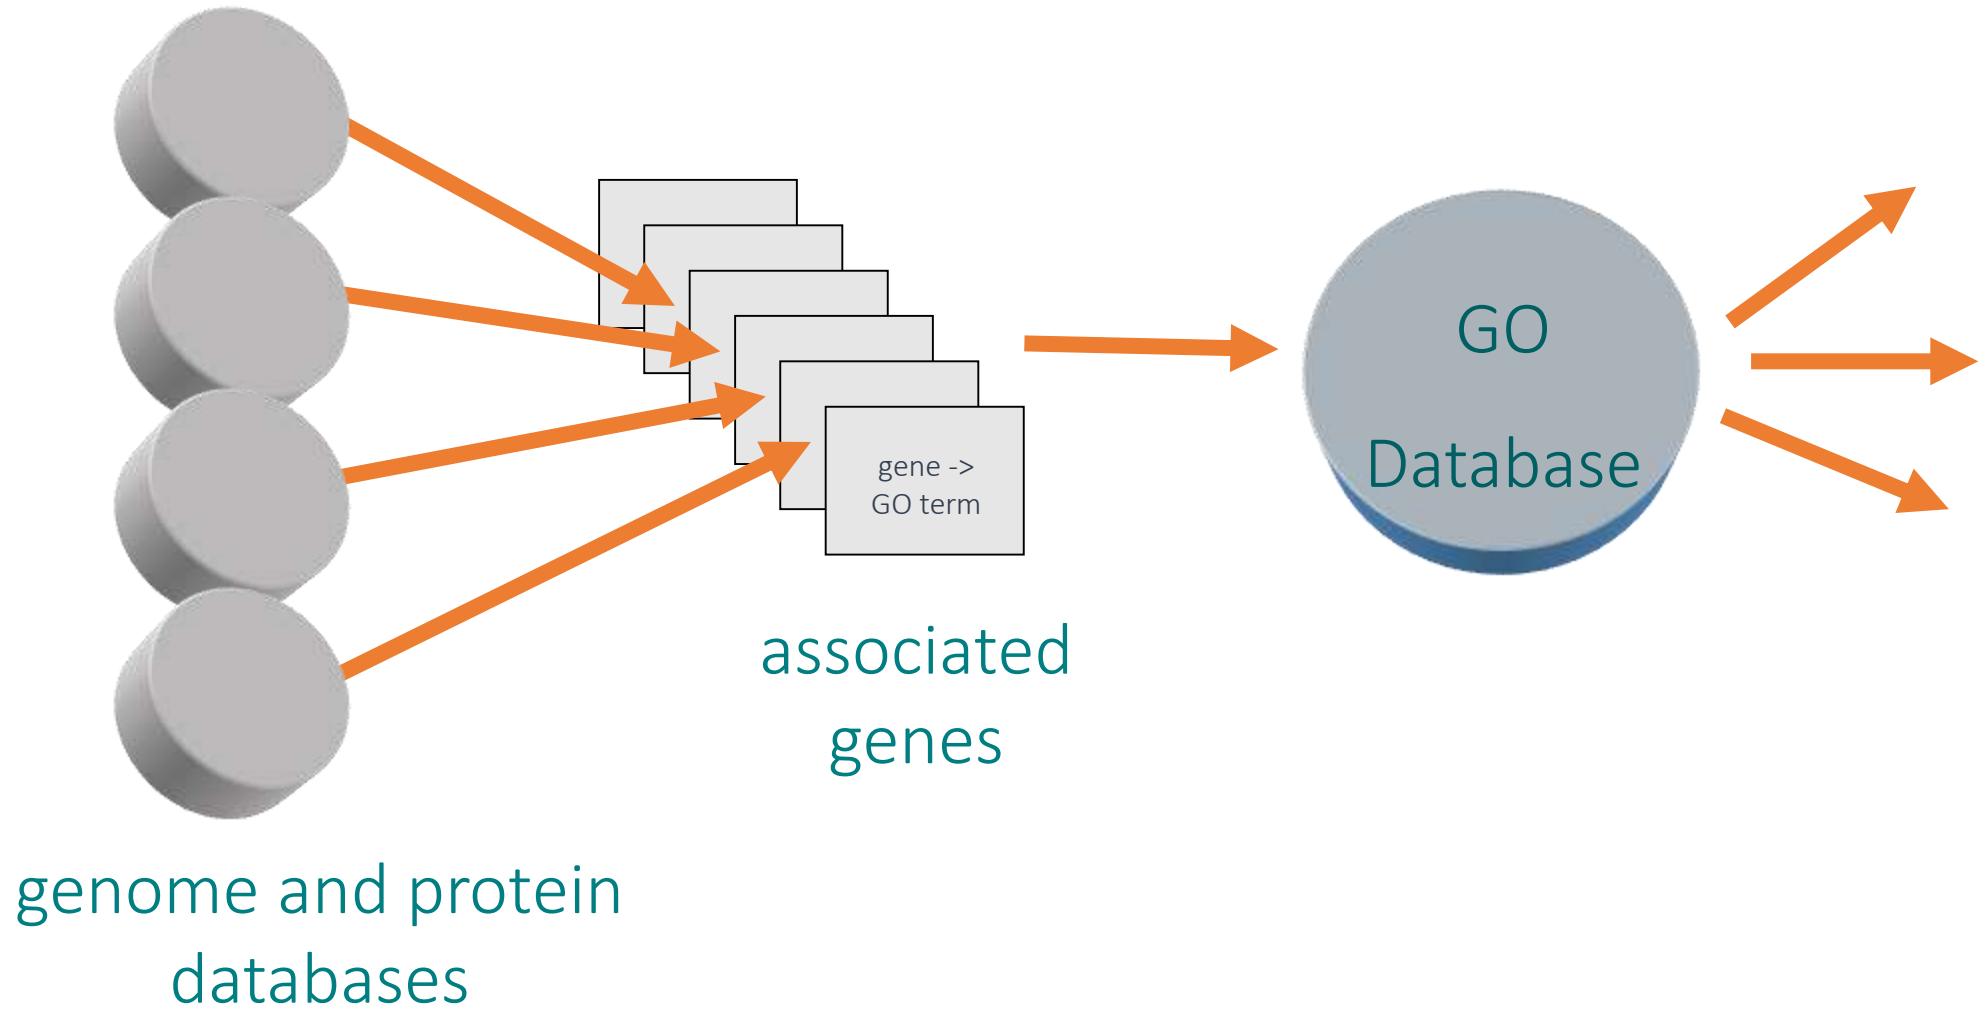 GO
Database
gene ->
GO term
associated
genes
genome and protein
databases